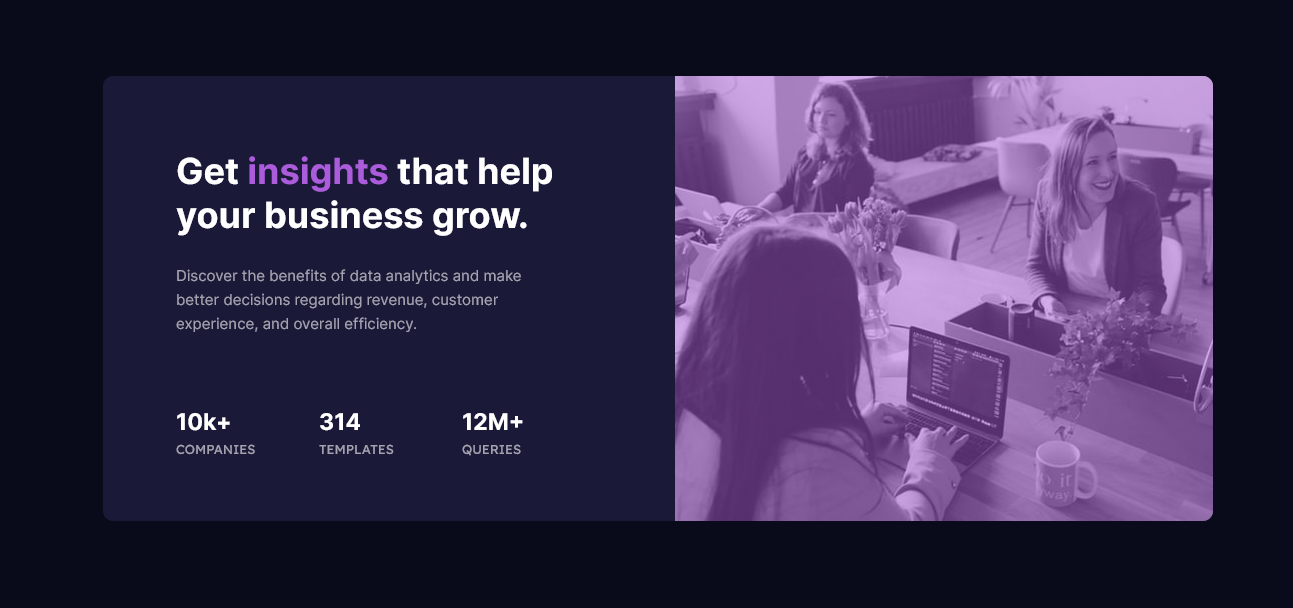 Get insights that help
your business grow.
Discover the benefits of data analytics and make
better decisions regarding revenue, customer
experience, and overall efficiency.
10k+ 314 12M+
COMPANIES TEMPLATES QUERIES